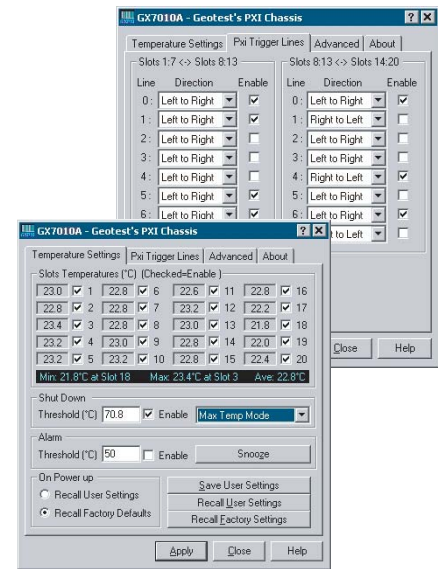 GX7010A - Geotest's PXI Chassis
Temperature Settings Pxi Trigger Lines Advanced About
Slots 1:7 <-> Slots 8:13 Slots 8:13 <-> Slots 14:20
Line Direction Enable Line Direction Enable
0: Left to Right 0: Left to Right
1: Left to Right 1: Right to Left
2: Left to Right 2: Left to Right
3: Left to Right 3: Left to Right
4: Left to Right 4: Right to Left
5: Left to Right 5: Left to Right
6: Left to Right 6: Left to Right
to Left
Close Help
GX7010A - Geotest's PXI Chassis
Temperature Settings Pxi Trigger Lines Advanced About
Slots Temperatures (°C) (Checked=Enable )
23.0 1 22.8 6 22.6 11 22.8 16
22.8 2 22.8 7 23.2 12 22.2 17
23.4 3 22.8 8 23.0 13 21.8 18
23.2 4 23.0 9 22.8 14 22.0 19
23.2 5 23.2 10 22.8 15 22.4 20
Min: 21.8°C at Slot 18 Max: 23.4°C at Slot 3 Ave: 22.8°C
Shut Down
Threshold (°C) 70.8 Enable Max Temp Mode
Alarm
Threshold (°C) 50 Enable Snooze
On Power up
Recall User Settings
Recall Factory Defaults
Save User Settings
Recall User Settings
Recall Factory Settings
Apply Close Help